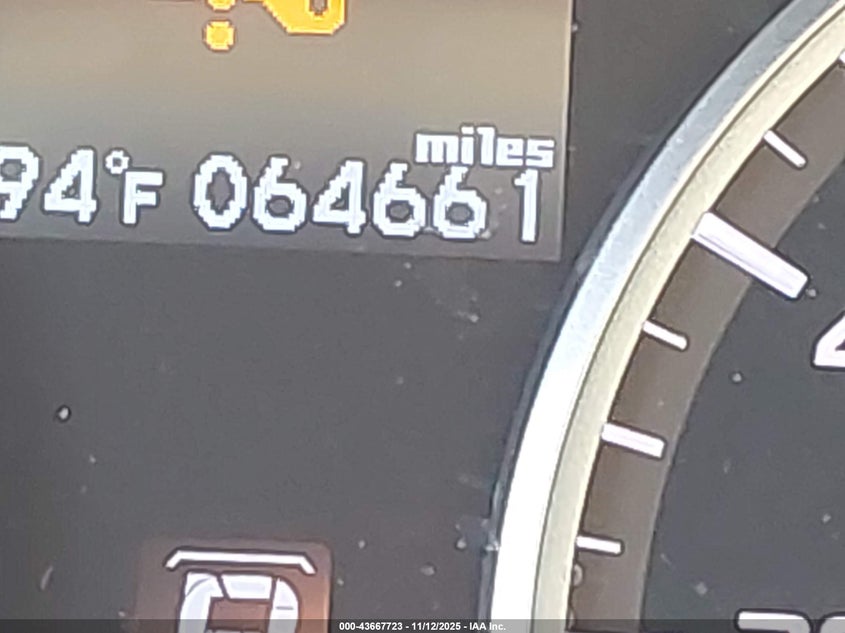 miles
94°F 064661
000-43667723 - 11/12/2025 - IAA Inc.